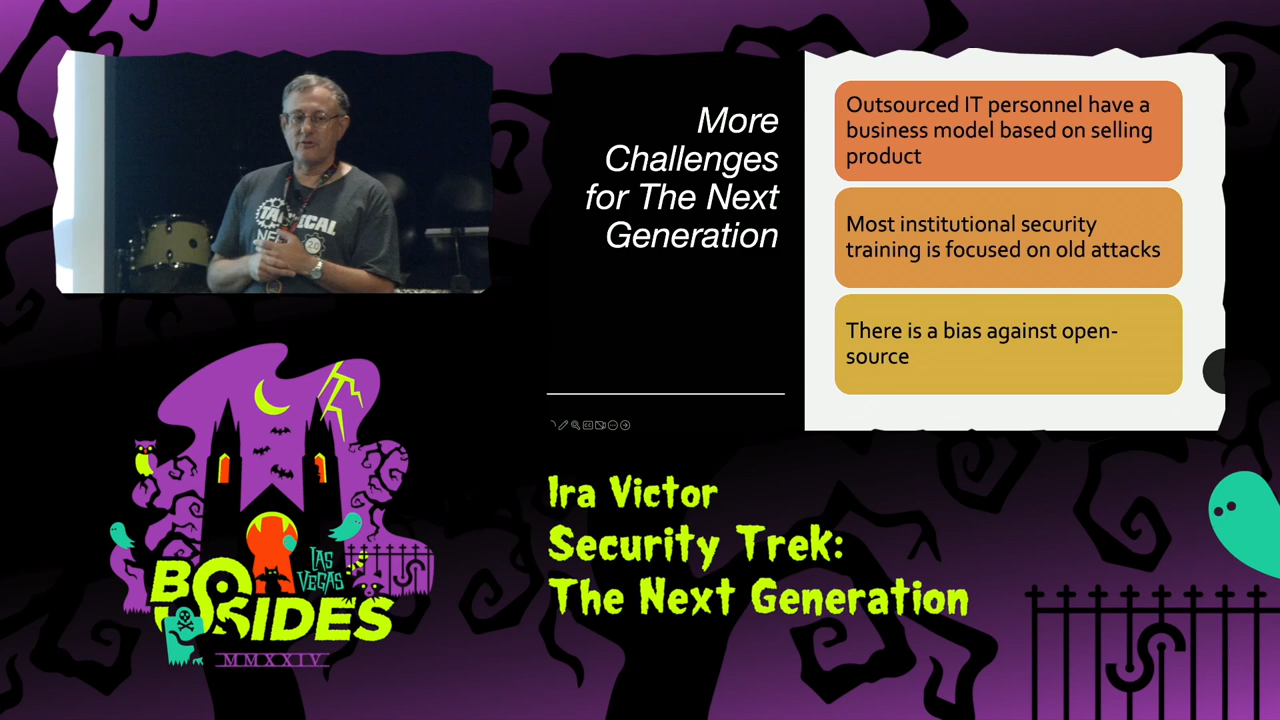 TACTICAL
20
More
Challenges
for The Next
Generation
Outsourced IT personnel have a
business model based on selling
product
Most institutional security
training is focused on old attacks
There is a bias against open-
source
LAS
VEGAS
BSIDES
MMXXIV
Ira Victor
Security Trek:
The Next Generation